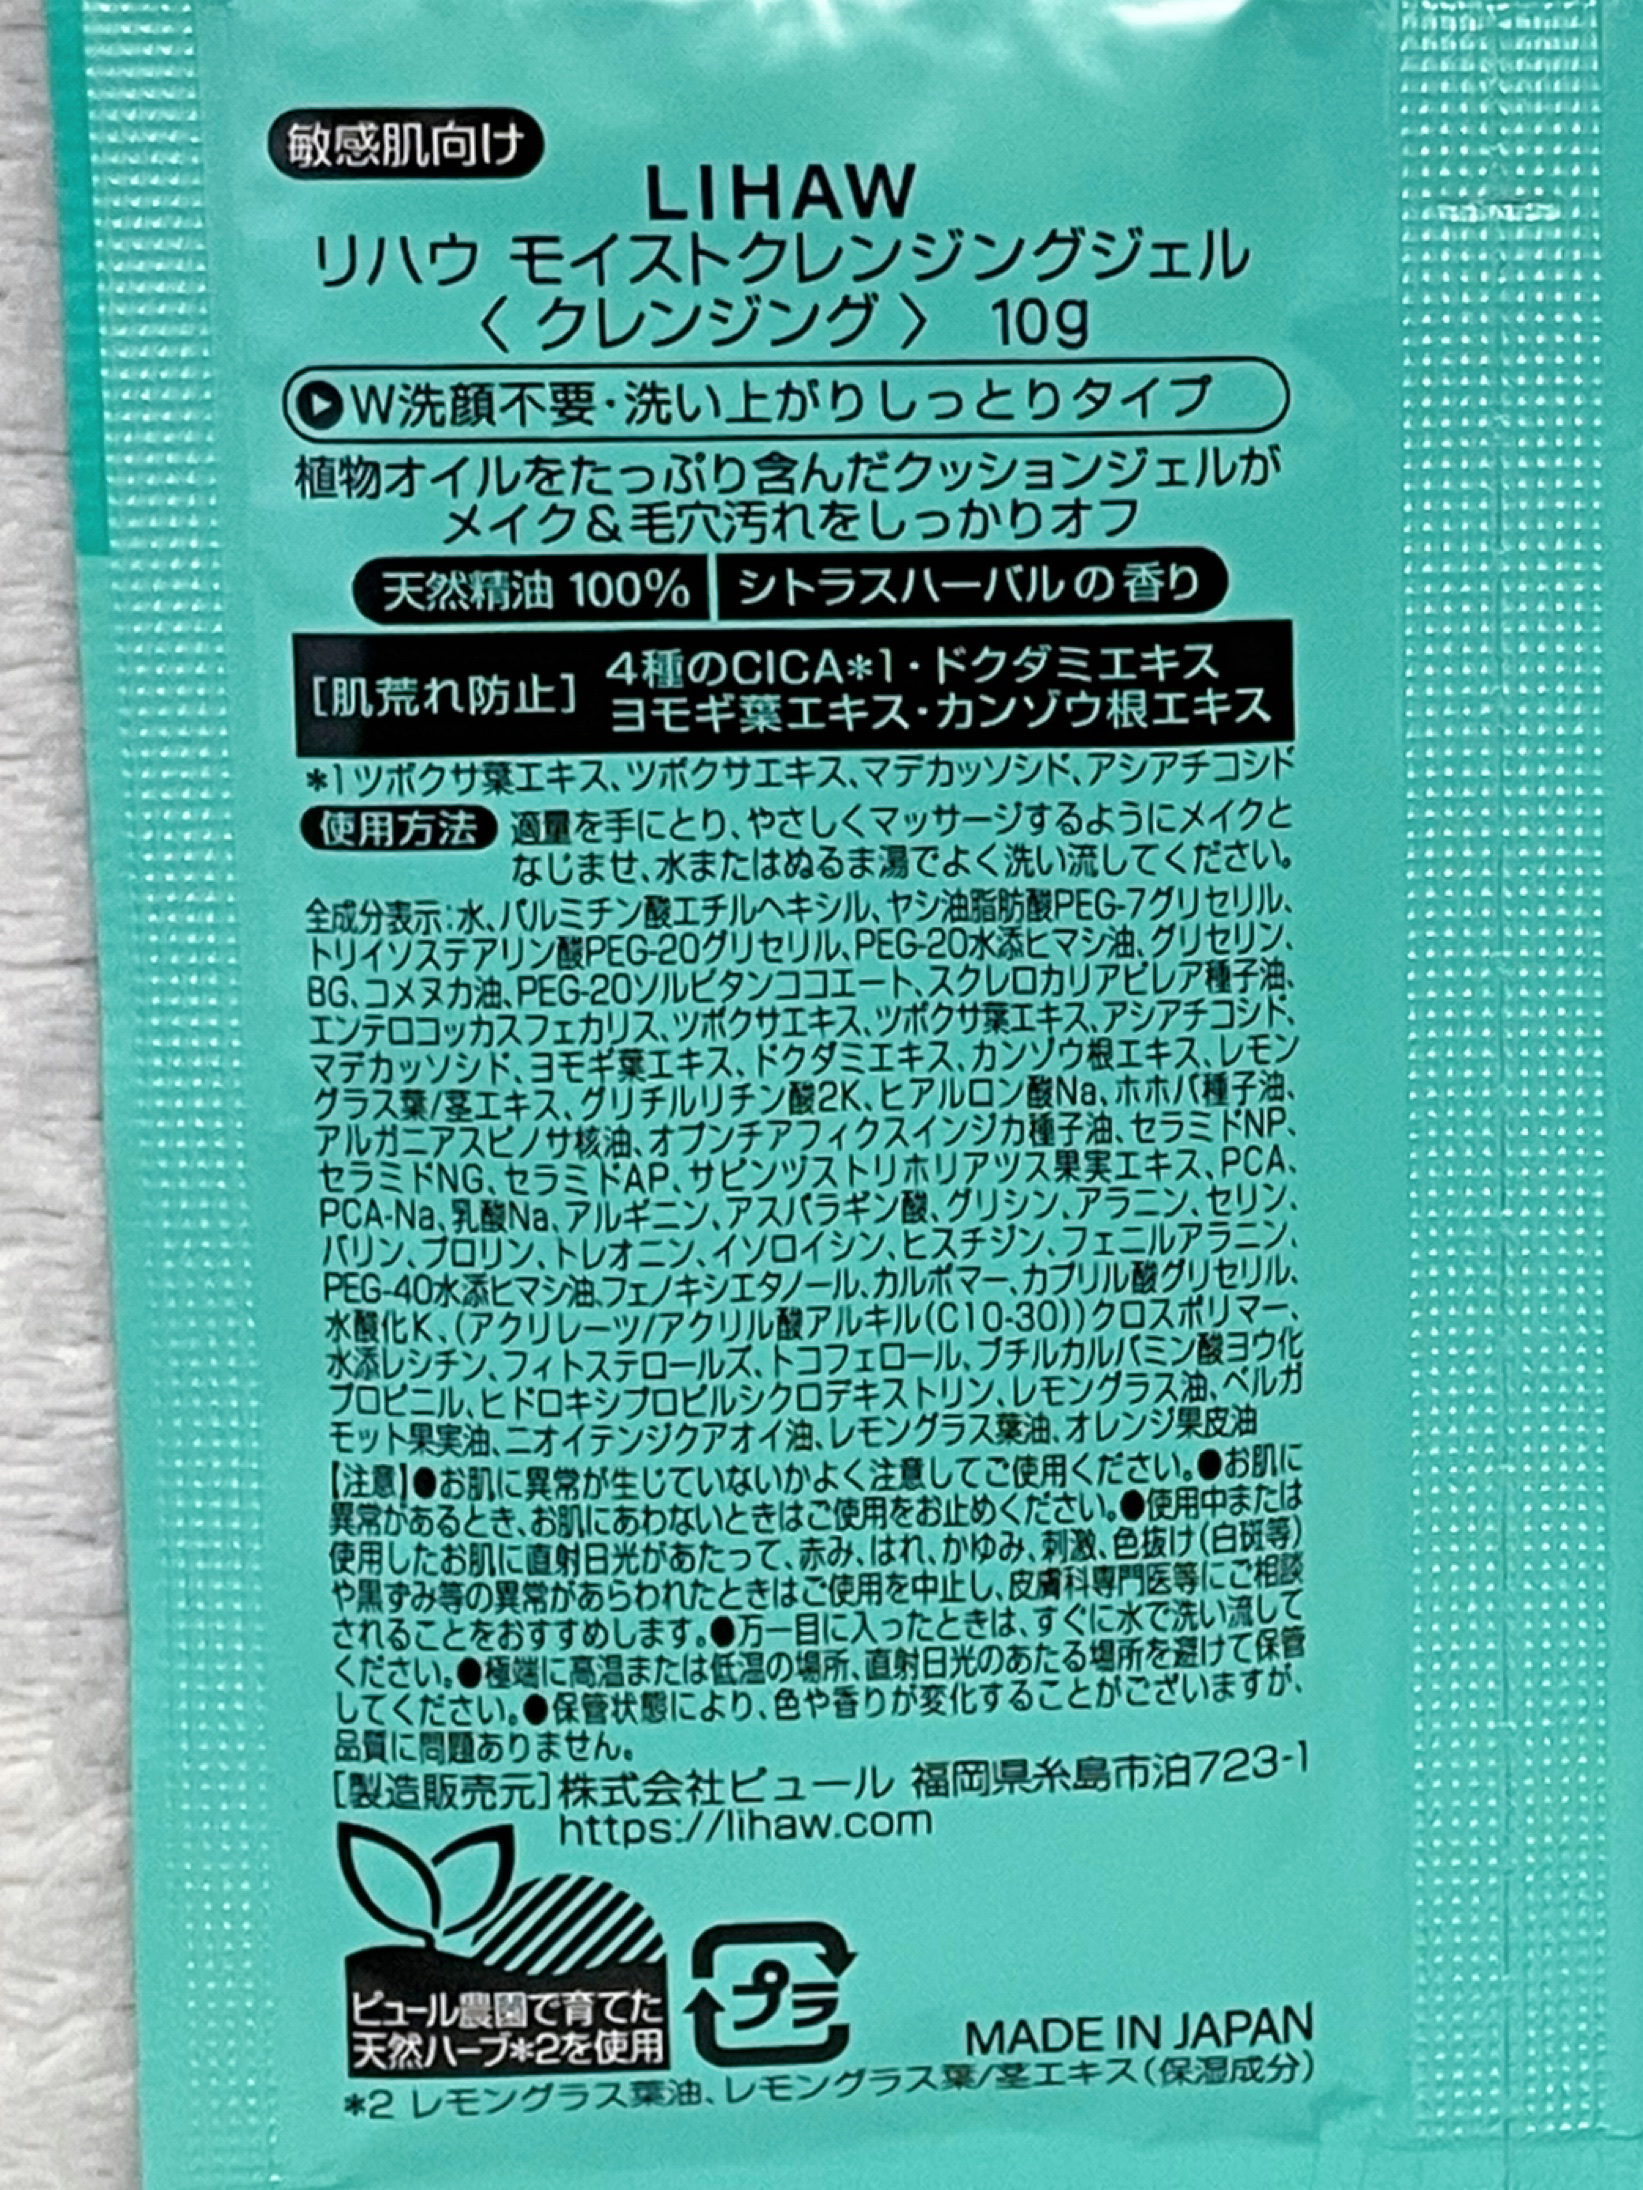 敏感肌向け
LIHAW
リハウ モイストクレンジングジェル
〈 クレンジング 〉 10g
W洗顔不要・洗い上がりしっとりタイプ
植物オイルをたっぷり含んだクッションジェルが
メイク&毛穴汚れをしっかりオフ
天然精油 100% シトラスハーバルの香り
[肌荒れ防止] 4種のCICA*1・ドクダミエキス
ヨモギ葉エキス・カンゾウ根エキス
*1ツボクサ葉エキス、ツボクサエキス、マデカッソシド、アシアチコシド
使用方法 適量を手にとり、やさしくマッサージするようにメイクと
なじませ、水またはぬるま湯でよく洗い流してください。
全成分表示:水、パルミチン酸エチルヘキシル、ヤシ油脂肪酸PEG-7グリセリル、
トリイソステアリン酸PEG-20グリセリル、PEG-20水添ヒマシ油、グリセリン、
BG、コメヌカ油、PEG-20ソルビタンココエート、スクレロカリアビレア種子油、
エンテロコッカスフェカリス、ツボクサエキス、ツボクサ葉エキス、アシアチコシド、
マデカッソシド、ヨモギ葉エキス、ドクダミエキス、カンゾウ根エキス、レモン
グラス葉/茎エキス、グリチルリチン酸2K、ヒアルロン酸Na、ホホバ種子油、
アルガニアスピノサ核油、オプンチアフィクスインジカ種子油、セラミドNP、
セラミドNG、セラミドAP、サピンヅストリホリアツス果実エキス、PCA、
PCA-Na、乳酸Na、アルギニン、アスパラギン酸、グリシン、アラニン、セリン、
バリン、プロリン、トレオニン、イソロイシン、ヒスチジン、フェニルアラニン、
PEG-40水添ヒマシ油、フェノキシエタノール、カルボマー、カプリル酸グリセリル、
水酸化K、(アクリレーツ/アクリル酸アルキル(C10-30))クロスポリマー、
水添レシチン、フィトステロールズ、トコフェロール、ブチルカルバミン酸ヨウ化
プロピニル、ヒドロキシプロピルシクロデキストリン、レモングラス油、ベルガ
モット果実油、ニオイテンジクアオイ油、レモングラス葉油、オレンジ果皮油
【注意】●お肌に異常が生じていないかよく注意してご使用ください。●お肌に
異常があるとき、お肌にあわないときはご使用をお止めください。●使用中または
使用したお肌に直射日光があたって、赤み、はれ、かゆみ、刺激、色抜け(白斑等)
や黒ずみ等の異常があらわれたときはご使用を中止し、皮膚科専門医等にご相談
されることをおすすめします。●万一目に入ったときは、すぐに水で洗い流して
ください。●極端に高温または低温の場所、直射日光のあたる場所を避けて保管
してください。●保管状態により、色や香りが変化することがございますが、
品質に問題ありません。
[製造販売元]株式会社ピュール 福岡県糸島市泊723-1
https://lihaw.com
ピュール農園で育てた
天然ハーブ*2を使用
プラ
MADE IN JAPAN
*2 レモングラス葉油、レモングラス葉/茎エキス(保湿成分)